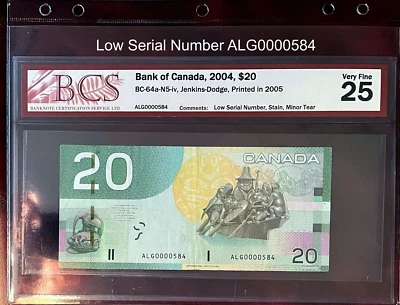 Low Serial Number ALG0000584
BCS
BANKNOTE CERTIFICATION SERVICE LTD.
Bank of Canada, 2004, $20
BC-64a-N5-iv, Jenkins-Dodge, Printed in 2005
ALG0000584 Comments: Low Serial Number, Stain, Minor Tear
Very Fine
25
20
CANADA
ALG0000584
ALG0000584
20